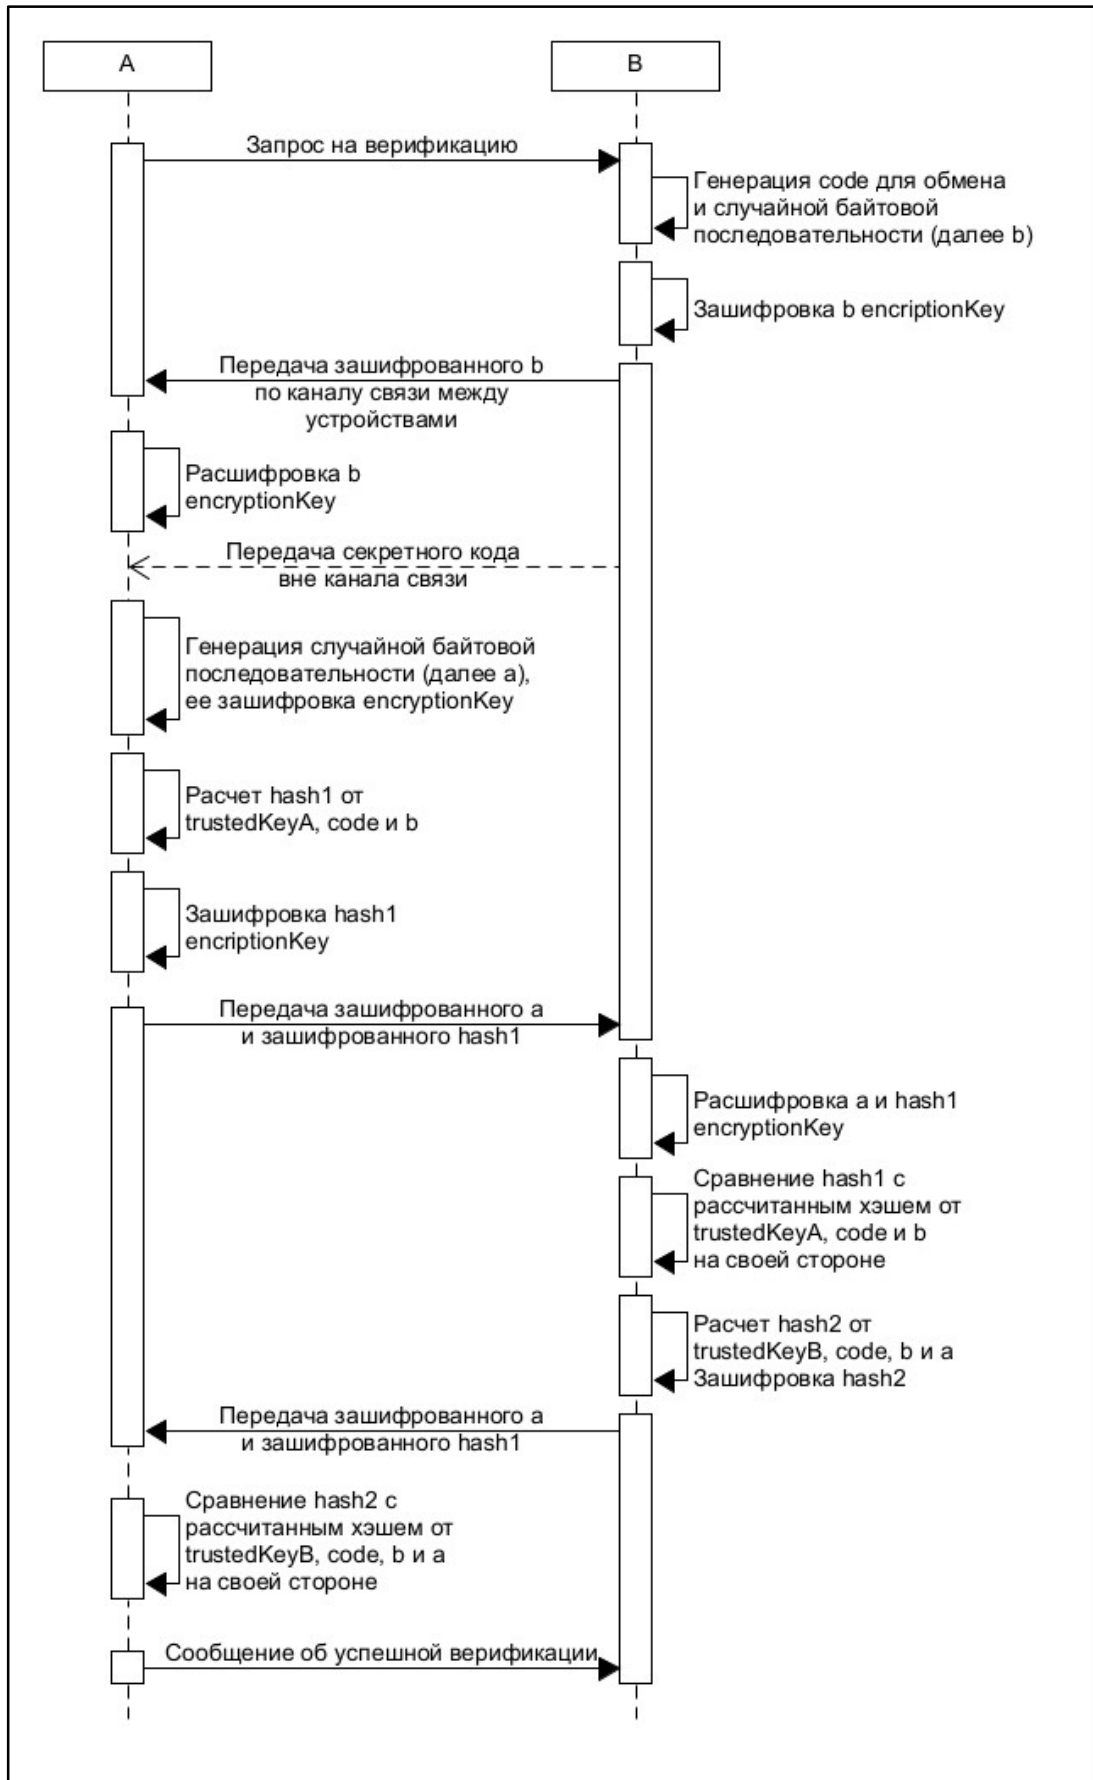 A
B
Запрос на верификацию
Генерация code для обмена
и случайной байтовой
последовательности (далее b)
Зашифровка b encriptionKey
Передача зашифрованного b
по каналу связи между
устройствами
Расшифровка b
encryptionKey
Передача секретного кода
вне канала связи
Генерация случайной байтовой
последовательности (далее a),
ее зашифровка encryptionKey
Расчет hash1 от
trustedKeyA, code и b
Зашифровка hash1
encriptionKey
Передача зашифрованного a
и зашифрованного hash1
Расшифровка a и hash1
encryptionKey
Сравнение hash1 с
рассчитанным хэшем от
trustedKeyA, code и b
на своей стороне
Расчет hash2 от
trustedKeyB, code, b и a
Зашифровка hash2
Передача зашифрованного a
и зашифрованного hash1
Сравнение hash2 с
рассчитанным хэшем от
trustedKeyB, code, b и a
на своей стороне
Сообщение об успешной верификации